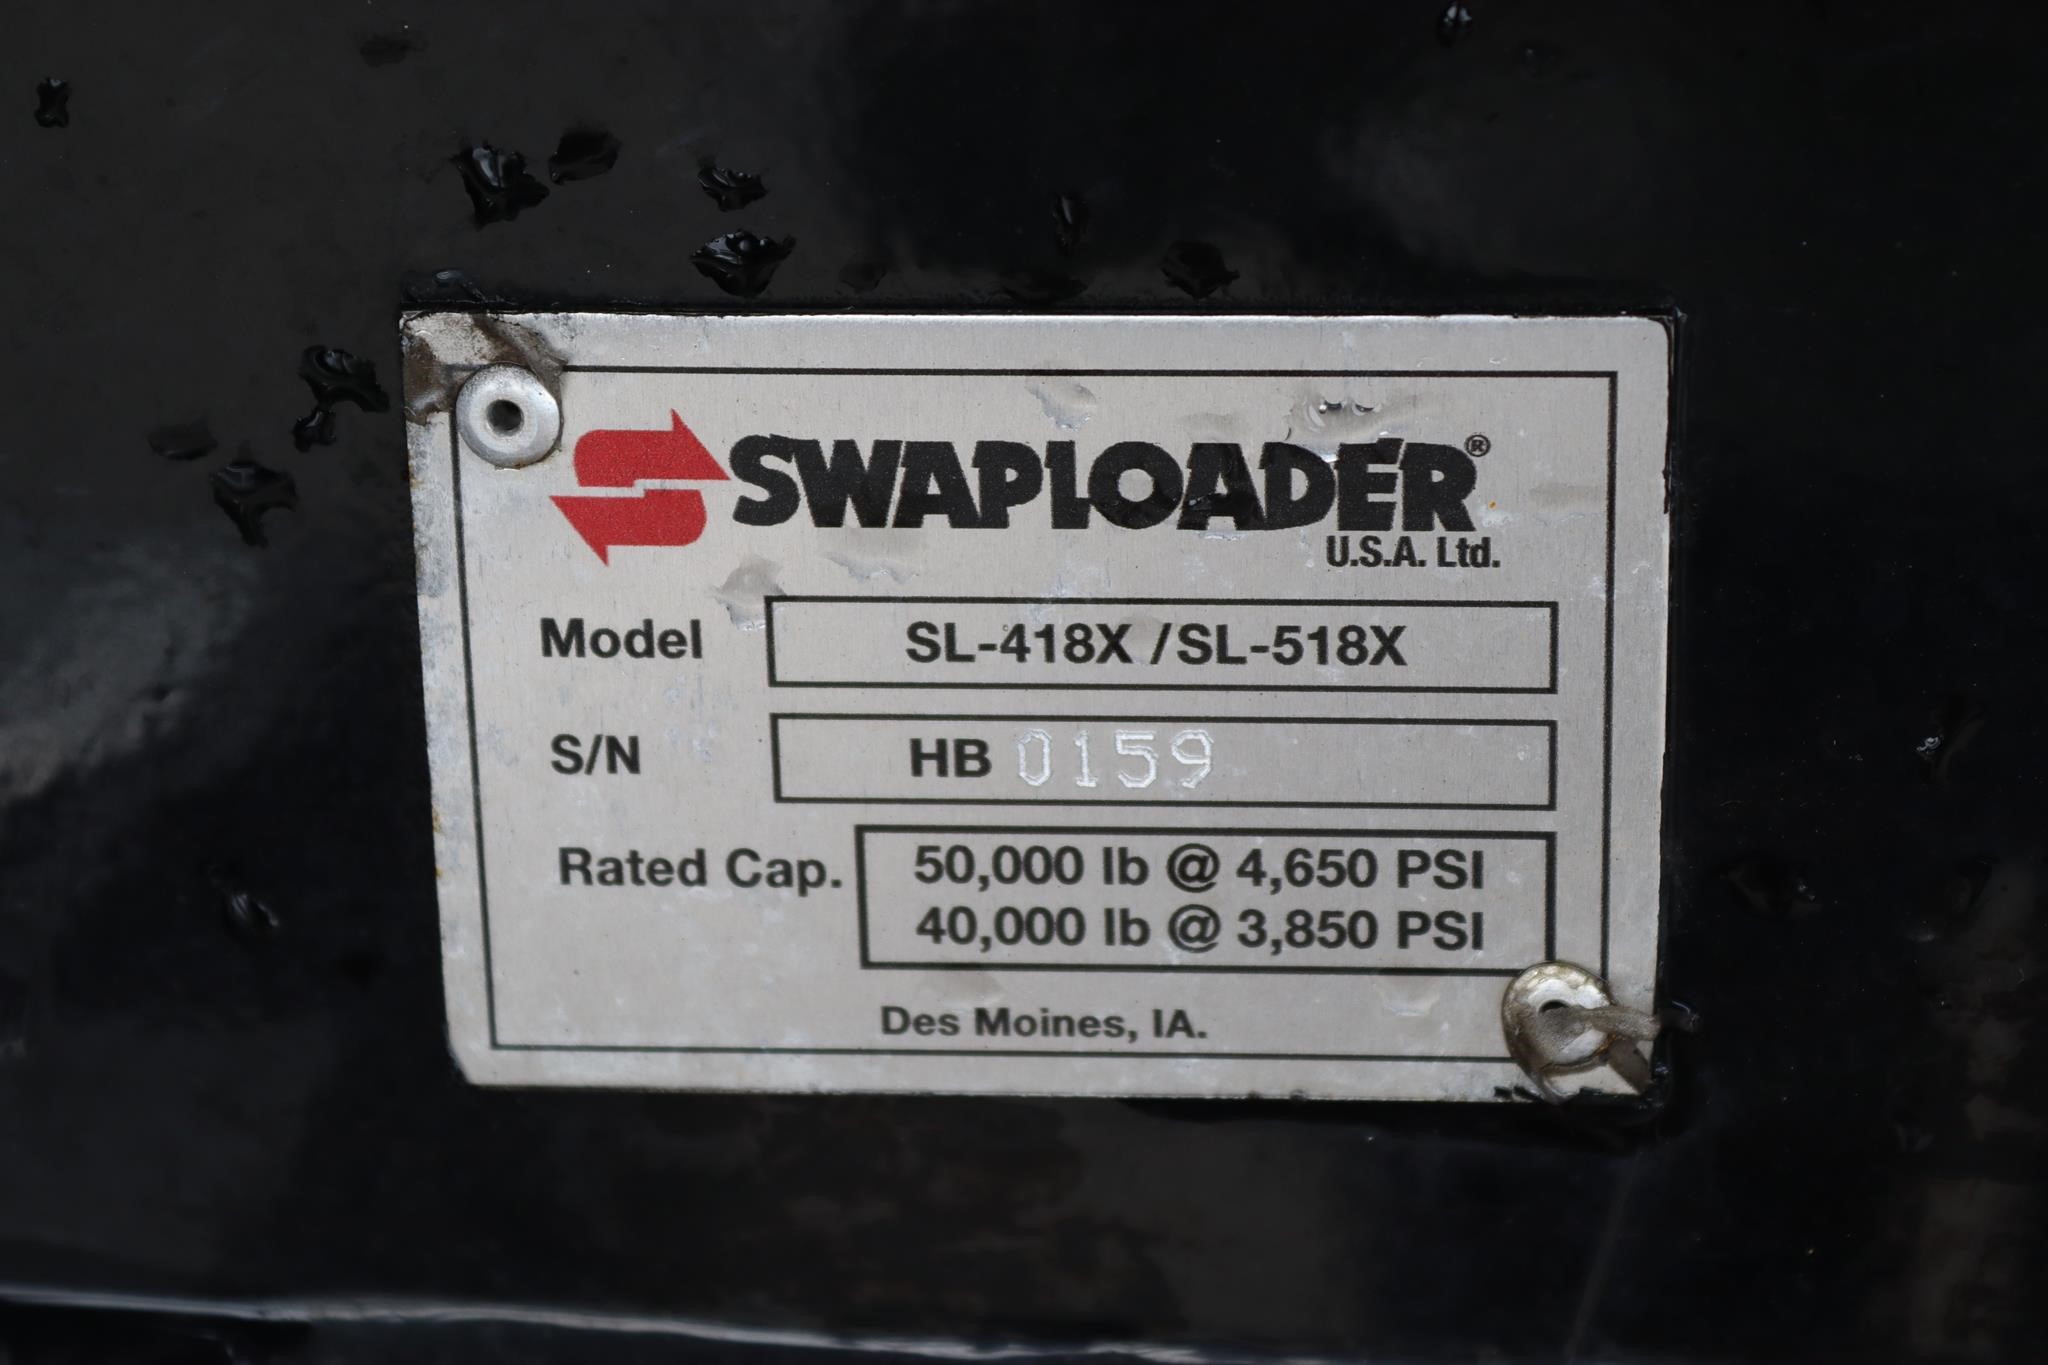 SWAPLOADER®
U.S.A. Ltd.
Model SL-418X / SL-518X
S/N HB 0159
Rated Cap. 50,000 lb @ 4,650 PSI
40,000 lb @ 3,850 PSI
Des Moines, IA.